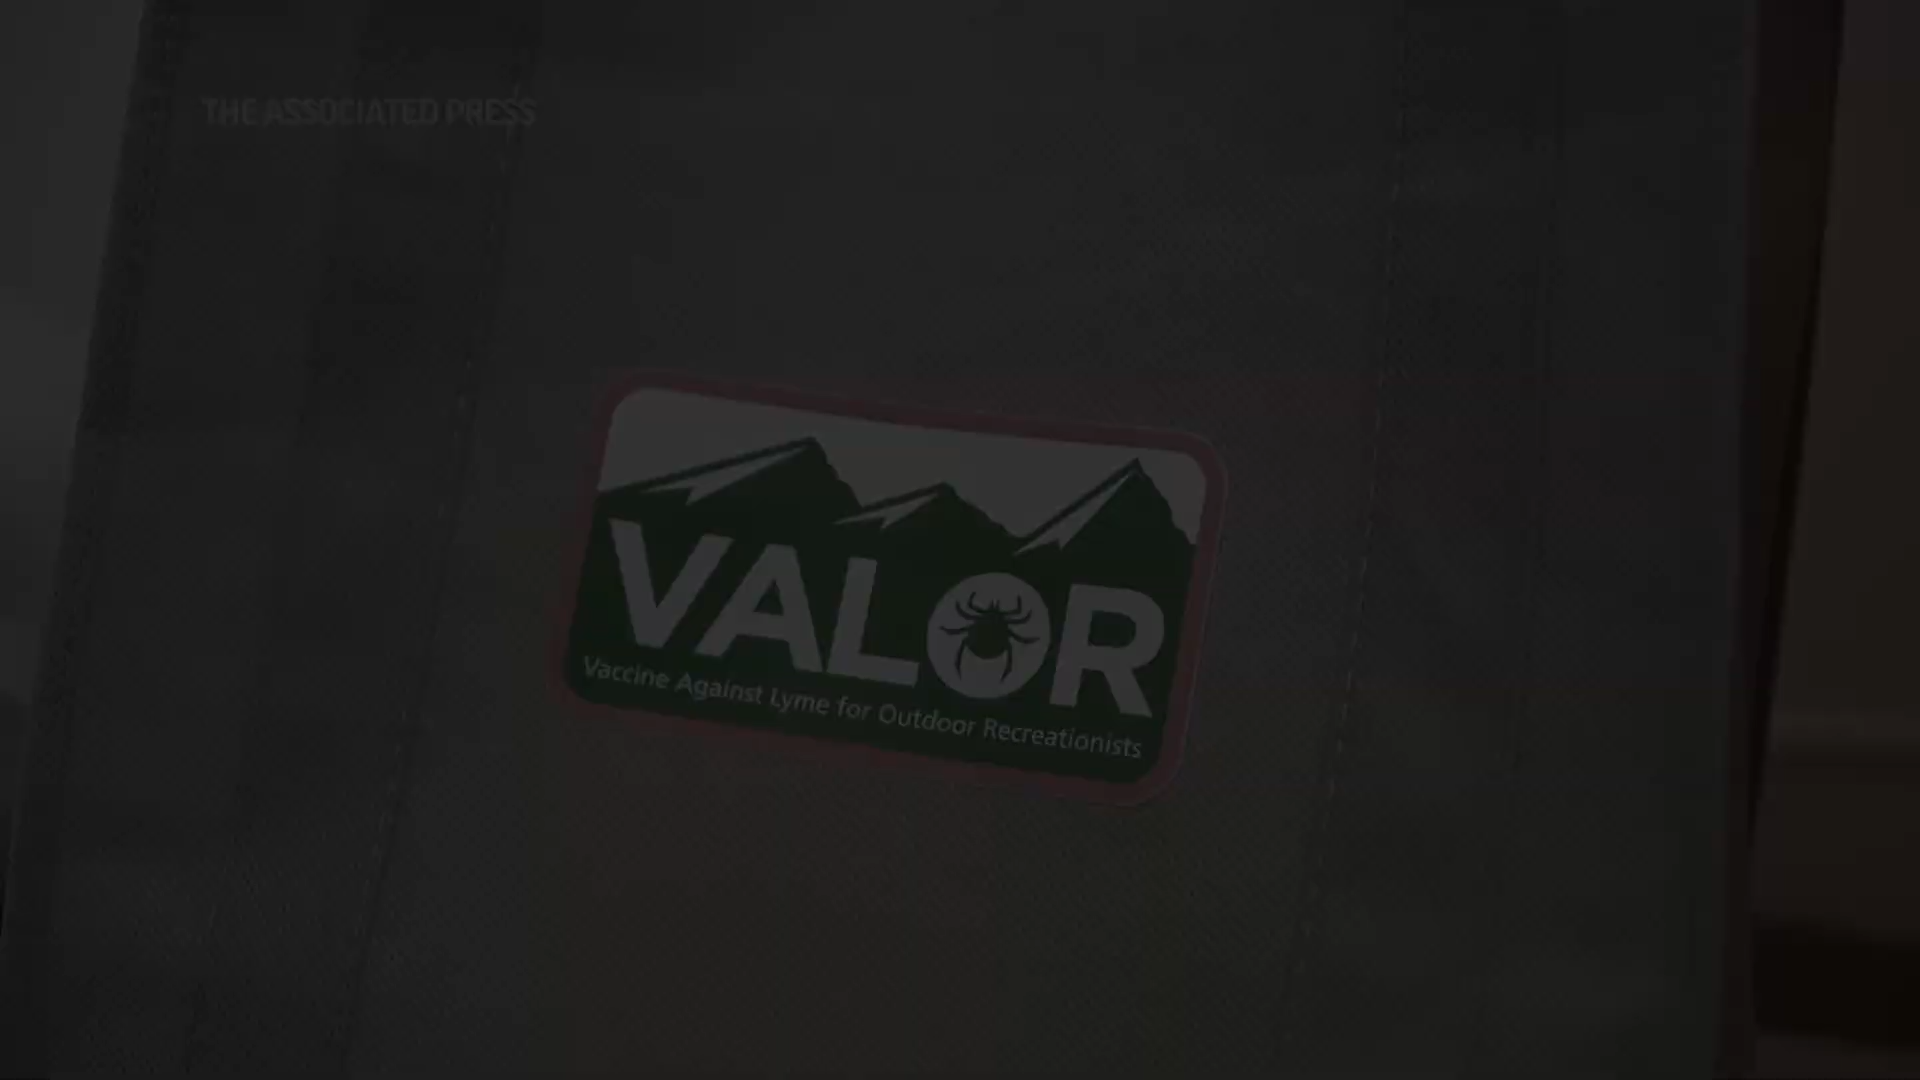 THE ASSOCIATED PRESS
VALOR
Vaccine Against Lyme for Outdoor Recreationists